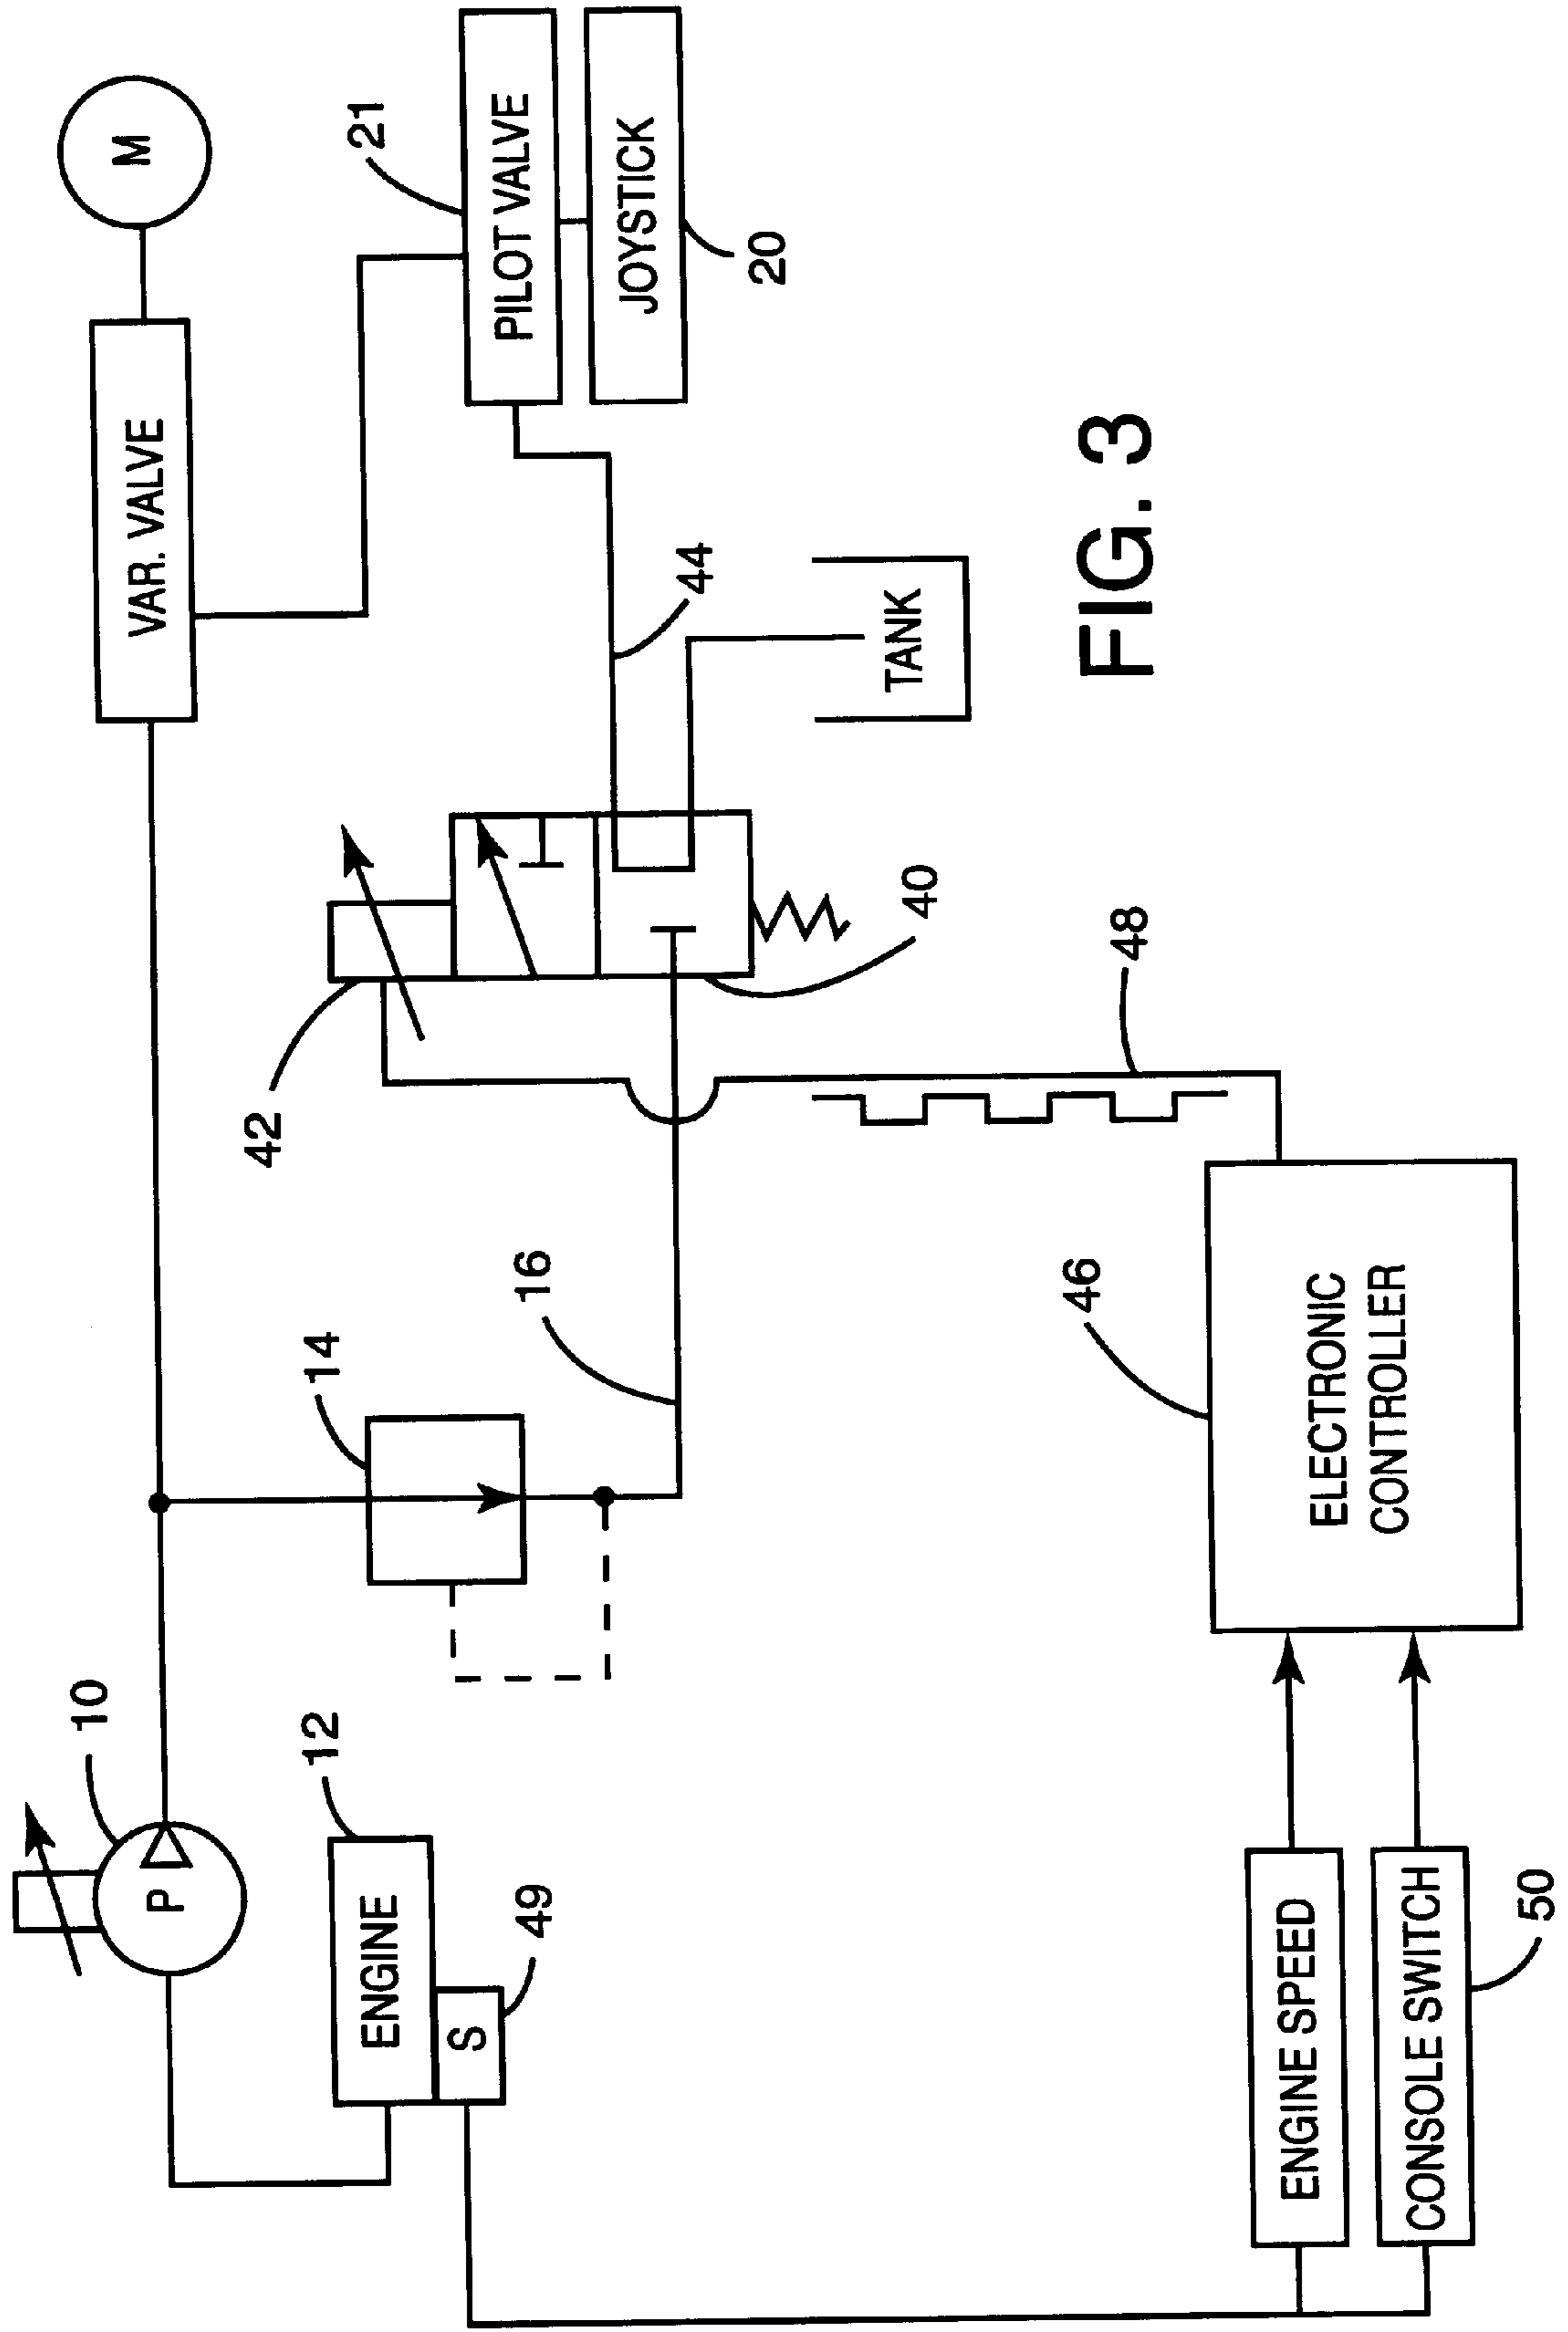 10
P
VAR. VALVE
M
12
ENGINE
S
49
14
16
42
40
44
TANK
21
PILOT VALVE
JOYSTICK
20
48
46
ELECTRONIC
CONTROLLER
ENGINE SPEED
CONSOLE SWITCH
50
FIG. 3